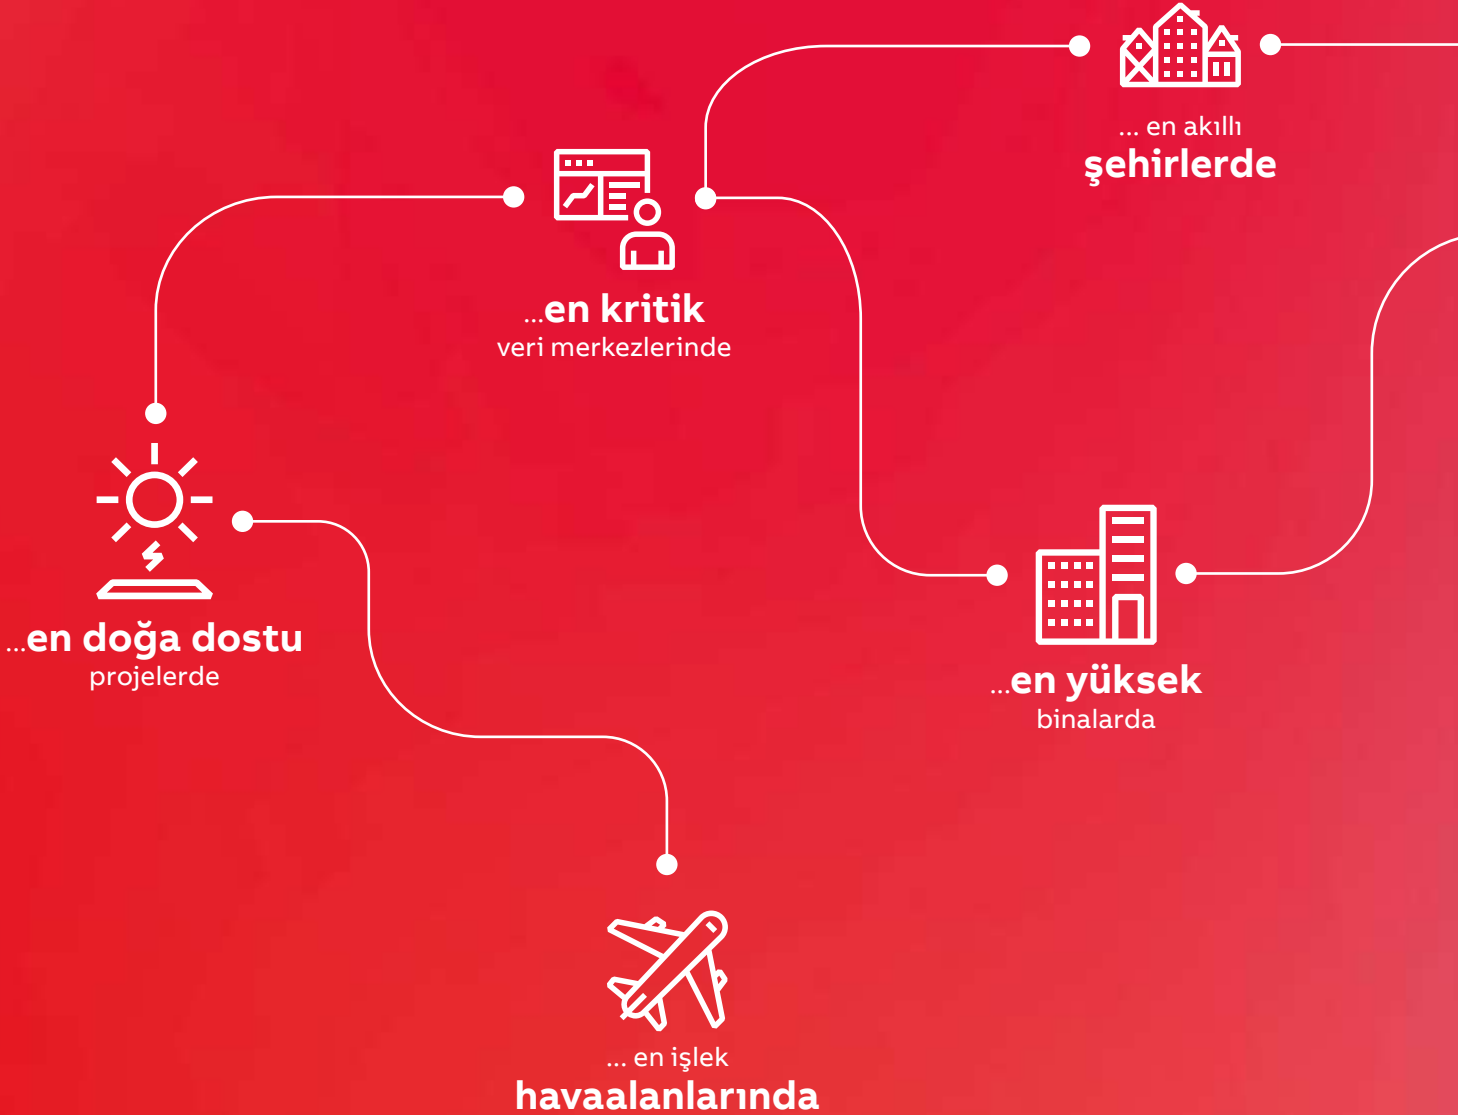 ... en akıllı
şehirlerde
...en kritik
veri merkezlerinde
...en doğa dostu
projelerde
...en yüksek
binalarda
... en işlek
havaalanlarında